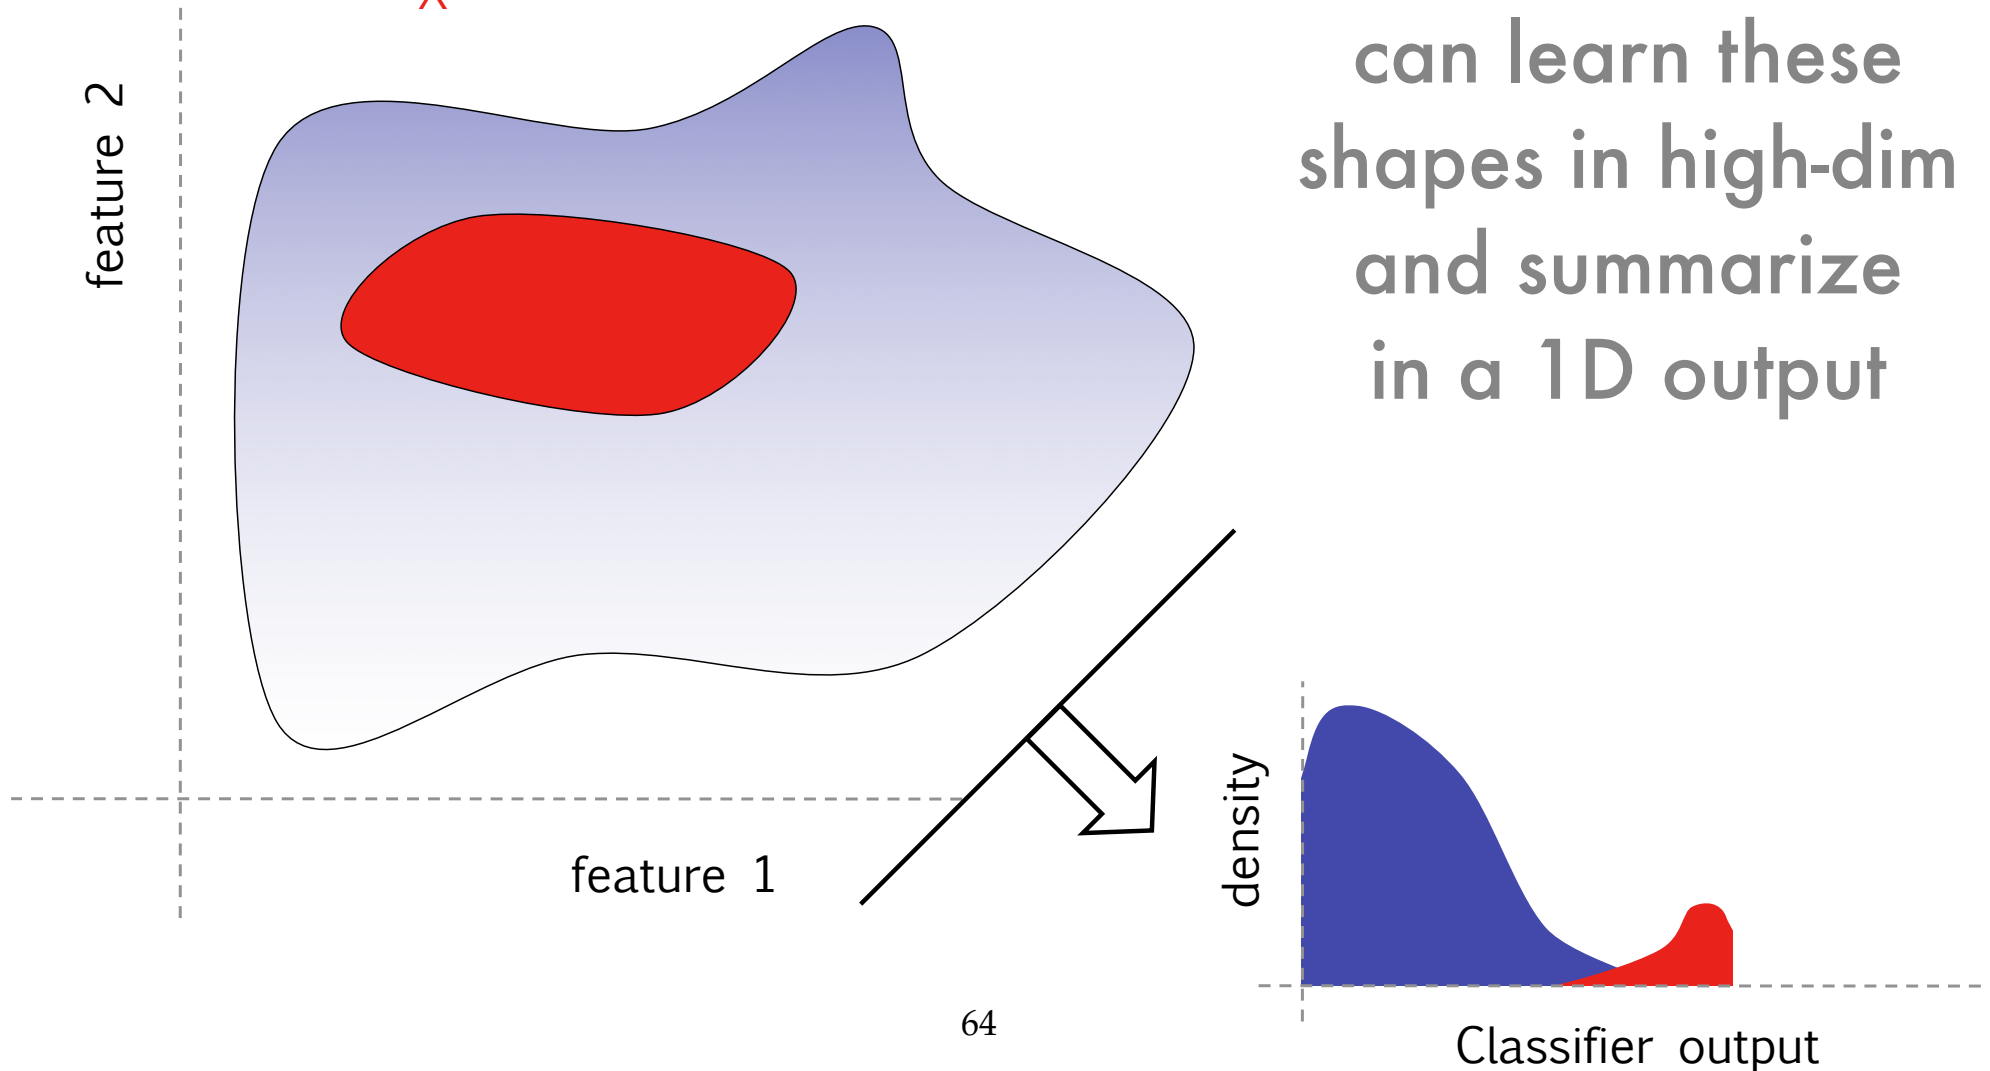 can learn these
shapes in high-dim
and summarize
in a 1D output
feature 2
feature 1
density
Classifier output
64